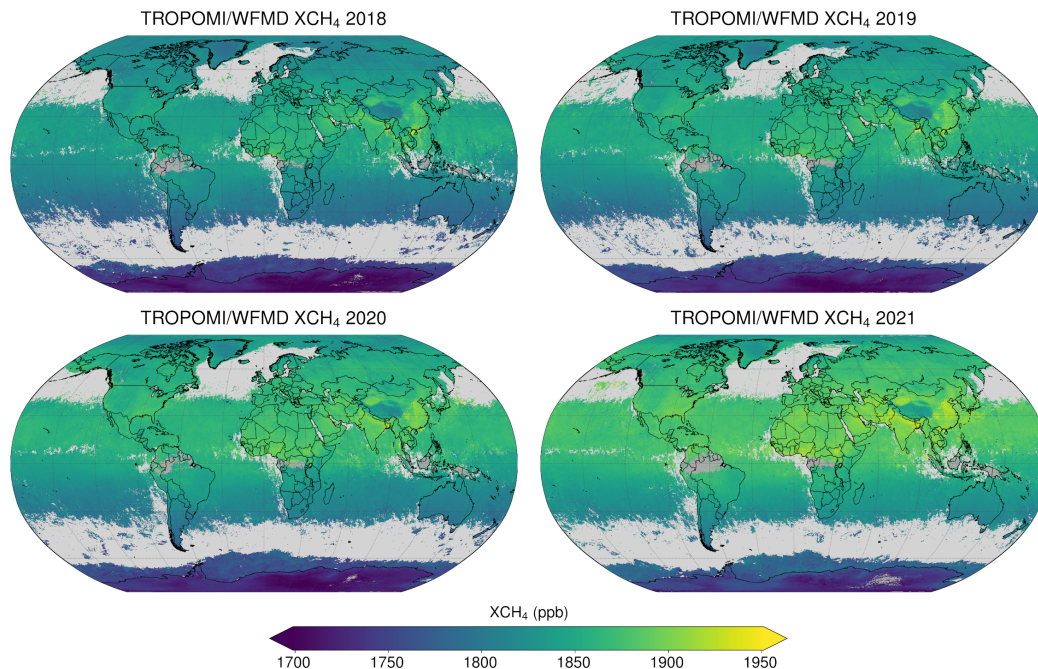 TROPOMI/WFMD XCH₄ 2018
TROPOMI/WFMD XCH₄ 2019
TROPOMI/WFMD XCH₄ 2020
TROPOMI/WFMD XCH₄ 2021
XCH₄ (ppb)
1700 1750 1800 1850 1900 1950